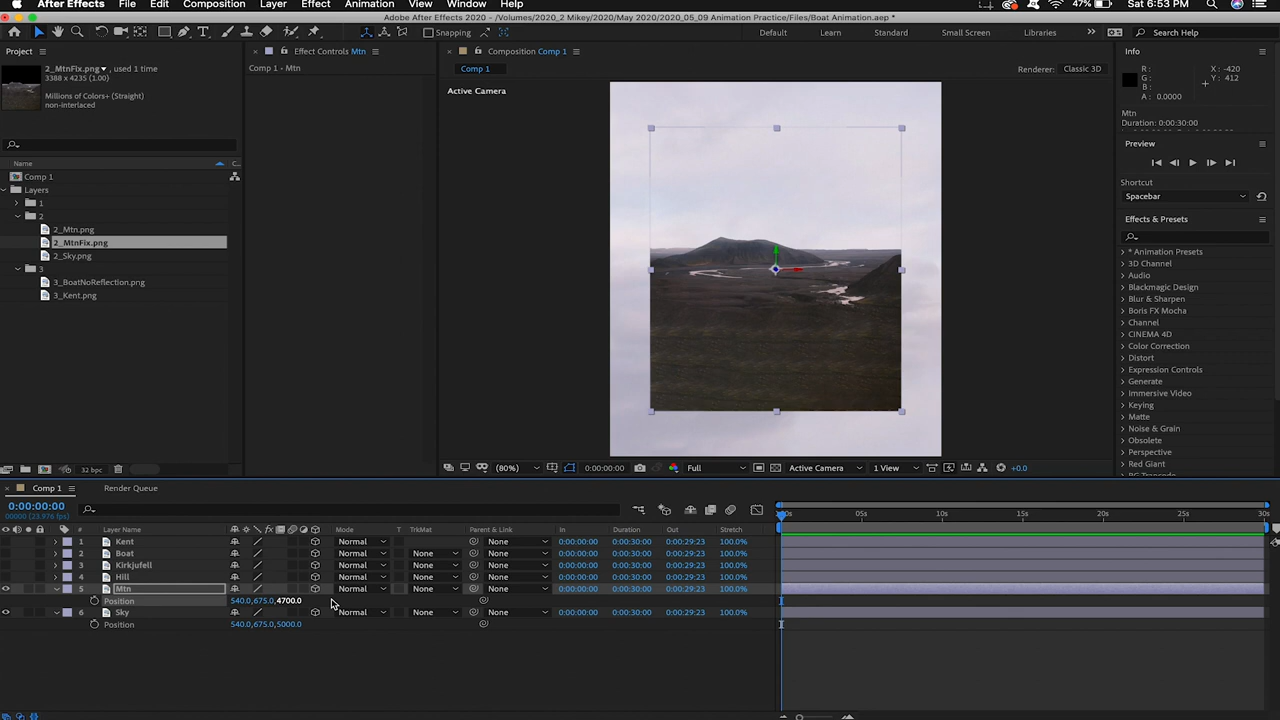 After Effects File Edit Composition Layer Effect Animation View Window Help 47% Sat 6:53 PM
Adobe After Effects 2020 - /Volumes/2020_2 Mikey/2020/May 2020/2020_05_09 Animation Practice/Files/Boat Animation.aep *
Snapping Default Learn Standard Small Screen Libraries >> Search Help
Project Effect Controls Mtn Composition Comp 1 Info
2_MtnFix.png , used 1 time
3388 x 4235 (1.00)
Millions of Colors+ (Straight)
non-interlaced
Comp 1 · Mtn
Comp 1
Renderer: Classic 3D
Active Camera
R :
G :
B :
A : 0.0000
X : -420
Y : 412
Mtn
Duration: 0:00:30:00
Preview
Shortcut
Spacebar
Effects & Presets
* Animation Presets
3D Channel
Audio
Blackmagic Design
Blur & Sharpen
Boris FX Mocha
Channel
CINEMA 4D
Color Correction
Distort
Expression Controls
Generate
Immersive Video
Keying
Matte
Noise & Grain
Obsolete
Perspective
Red Giant
Name
Comp 1
Layers
1
2
2_Mtn.png
2_MtnFix.png
2_Sky.png
3
3_BoatNoReflection.png
3_Kent.png
32 bpc
(80%) 0:00:00:00 Full Active Camera 1 View +0.0
Comp 1 Render Queue
0:00:00:00
00000 (23.976 fps)
# Layer Name Mode T TrkMat Parent & Link In Duration Out Stretch 05s 10s 15s 20s 25s 30s
1 Kent Normal None 0:00:00:00 0:00:30:00 0:00:29:23 100.0%
2 Boat Normal None None 0:00:00:00 0:00:30:00 0:00:29:23 100.0%
3 Kirkjufell Normal None None 0:00:00:00 0:00:30:00 0:00:29:23 100.0%
4 Hill Normal None None 0:00:00:00 0:00:30:00 0:00:29:23 100.0%
5 Mtn Normal None None 0:00:00:00 0:00:30:00 0:00:29:23 100.0%
Position 540.0,675.0,4700.0
6 Sky Normal None None 0:00:00:00 0:00:30:00 0:00:29:23 100.0%
Position 540.0,675.0,5000.0